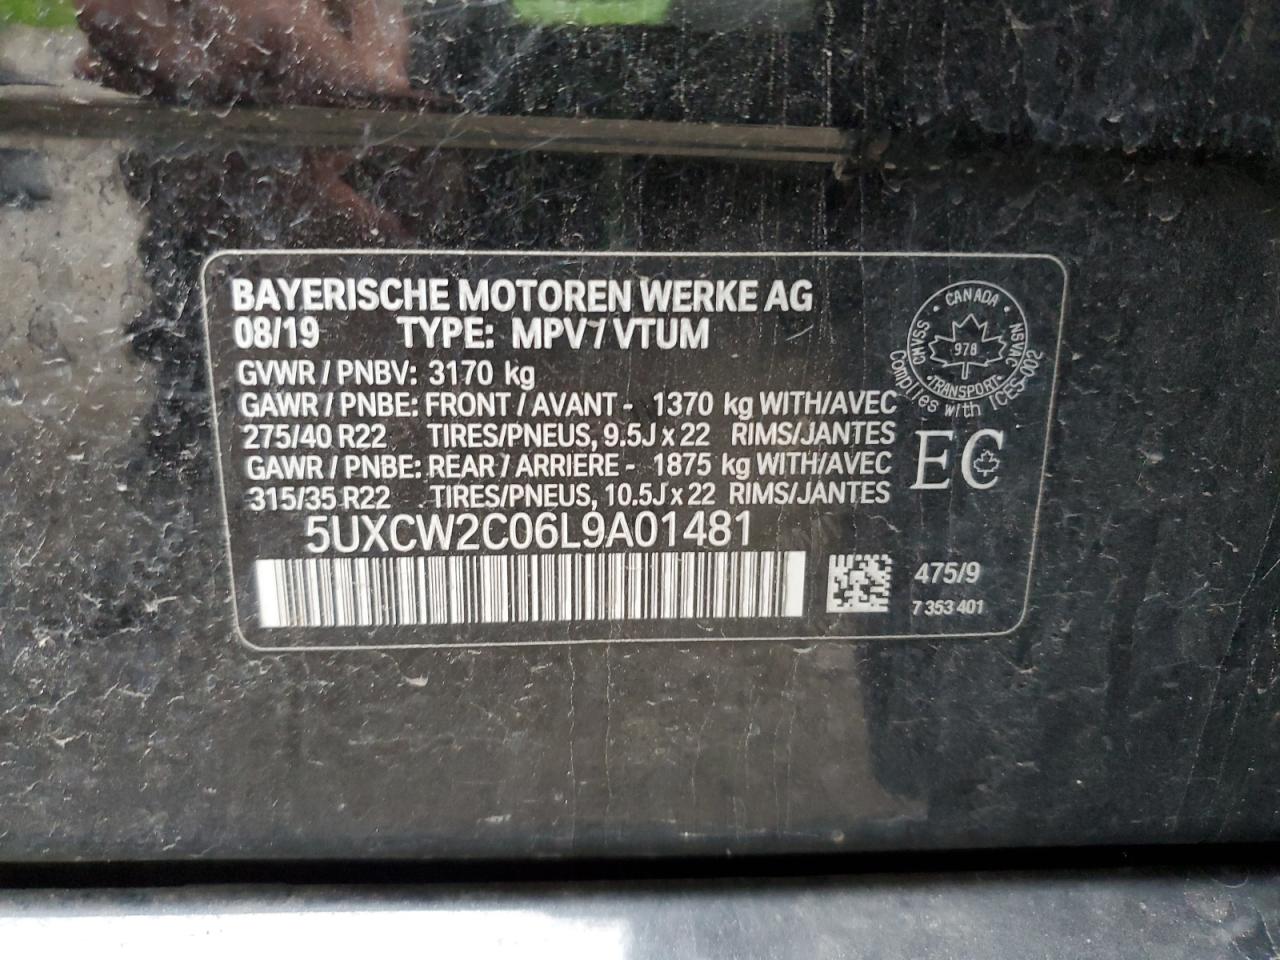 BAYERISCHE MOTOREN WERKE AG
08/19 TYPE: MPV / VTUM
GVWR / PNBV: 3170 kg
GAWR / PNBE: FRONT / AVANT - 1370 kg WITH/AVEC
275/40 R22 TIRES/PNEUS, 9.5J x 22 RIMS/JANTES
GAWR / PNBE: REAR / ARRIERE - 1875 kg WITH/AVEC
315/35 R22 TIRES/PNEUS, 10.5J x 22 RIMS/JANTES
5UXCW2C06L9A01481
CANADA
CMVSS
NSVAC
978
TRANSPORT
Complies with ICES-002
EC
475/9
7 353 401